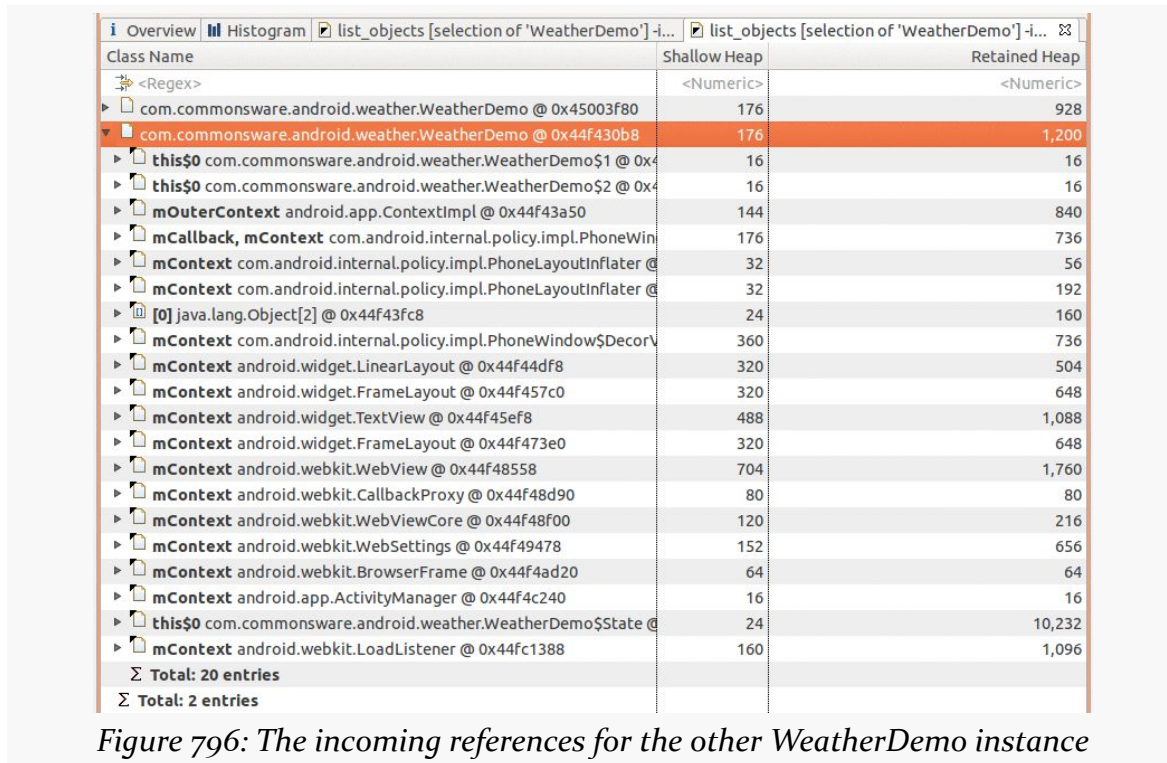 i Overview Histogram list_objects [selection of 'WeatherDemo'] -i... list_objects [selection of 'WeatherDemo'] -i...
Class Name Shallow Heap Retained Heap
<Regex> <Numeric> <Numeric>
com.commonsware.android.weather.WeatherDemo @ 0x45003f80 176 928
com.commonsware.android.weather.WeatherDemo @ 0x44f430b8 176 1,200
this$0 com.commonsware.android.weather.WeatherDemo$1 @ 0x4 16 16
this$0 com.commonsware.android.weather.WeatherDemo$2 @ 0x4 16 16
mOuterContext android.app.ContextImpl @ 0x44f43a50 144 840
mCallback, mContext com.android.internal.policy.impl.PhoneWin 176 736
mContext com.android.internal.policy.impl.PhoneLayoutInflater @ 32 56
mContext com.android.internal.policy.impl.PhoneLayoutInflater @ 32 192
[0] java.lang.Object[2] @ 0x44f43fc8 24 160
mContext com.android.internal.policy.impl.PhoneWindow$DecorV 360 736
mContext android.widget.LinearLayout @ 0x44f44df8 320 504
mContext android.widget.FrameLayout @ 0x44f457c0 320 648
mContext android.widget.TextView @ 0x44f45ef8 488 1,088
mContext android.widget.FrameLayout @ 0x44f473e0 320 648
mContext android.webkit.WebView @ 0x44f48558 704 1,760
mContext android.webkit.CallbackProxy @ 0x44f48d90 80 80
mContext android.webkit.WebViewCore @ 0x44f48f00 120 216
mContext android.webkit.WebSettings @ 0x44f49478 152 656
mContext android.webkit.BrowserFrame @ 0x44f4ad20 64 64
mContext android.app.ActivityManager @ 0x44f4c240 16 16
this$0 com.commonsware.android.weather.WeatherDemo$State @ 24 10,232
mContext android.webkit.LoadListener @ 0x44fc1388 160 1,096
Σ Total: 20 entries
Σ Total: 2 entries
Figure 796: The incoming references for the other WeatherDemo instance